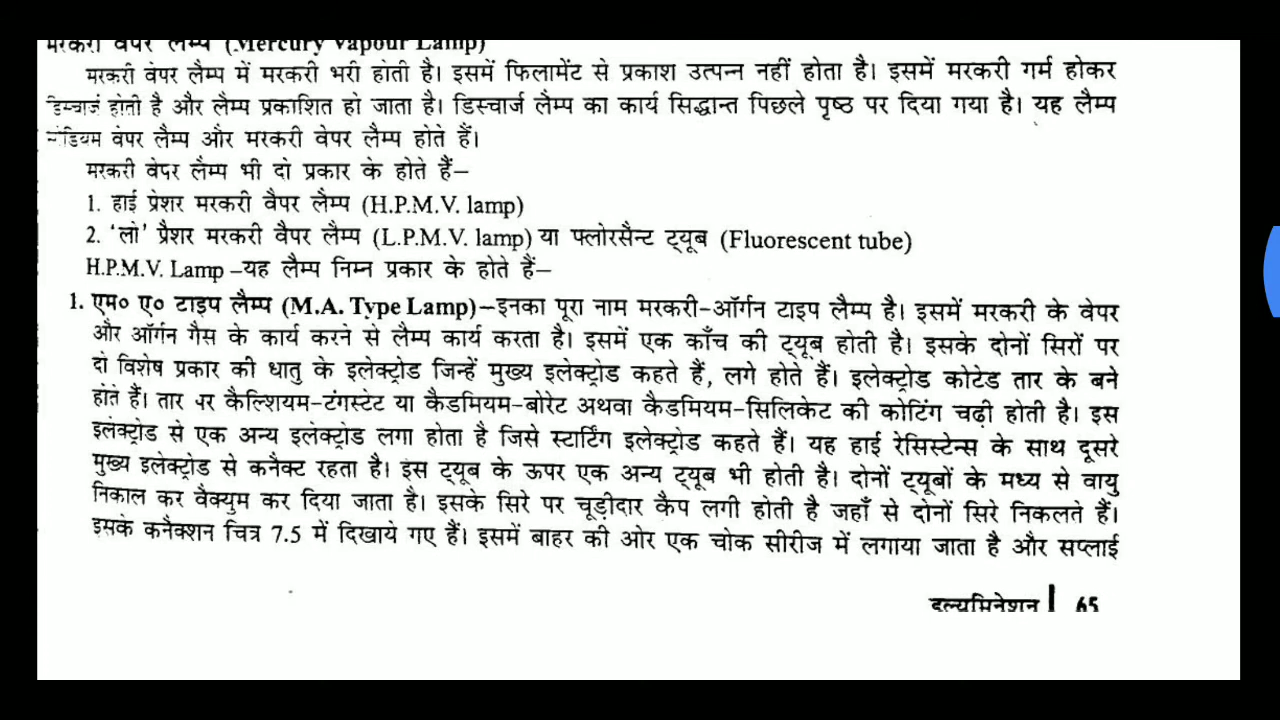 मरकरी वेपर लैम्प (Mercury Vapour Lamp)
मरकरी वेपर लैम्प में मरकरी भरी होती है। इसमें फिलामेंट से प्रकाश उत्पन्न नहीं होता है। इसमें मरकरी गर्म होकर
डिस्चार्ज होती है और लैम्प प्रकाशित हो जाता है। डिस्चार्ज लैम्प का कार्य सिद्धान्त पिछले पृष्ठ पर दिया गया है। यह लैम्प
सोडियम वेपर लैम्प और मरकरी वेपर लैम्प होते हैं।
मरकरी वेपर लैम्प भी दो प्रकार के होते हैं–
1. हाई प्रेशर मरकरी वैपर लैम्प (H.P.M.V. lamp)
2. ‘लो’ प्रैशर मरकरी वैपर लैम्प (L.P.M.V. lamp) या फ्लोरसैन्ट ट्यूब (Fluorescent tube)
H.P.M.V. Lamp –यह लैम्प निम्न प्रकार के होते हैं–
1. एम० ए० टाइप लैम्प (M.A. Type Lamp)–इनका पूरा नाम मरकरी-ऑर्गन टाइप लैम्प है। इसमें मरकरी के वेपर
और ऑर्गन गैस के कार्य करने से लैम्प कार्य करता है। इसमें एक काँच की ट्यूब होती है। इसके दोनों सिरों पर
दो विशेष प्रकार की धातु के इलेक्ट्रोड जिन्हें मुख्य इलेक्ट्रोड कहते हैं, लगे होते हैं। इलेक्ट्रोड कोटेड तार के बने
होते हैं। तार पर कैल्शियम-टंगस्टेट या कैडमियम-बोरेट अथवा कैडमियम-सिलिकेट की कोटिंग चढ़ी होती है। इस
इलेक्ट्रोड से एक अन्य इलेक्ट्रोड लगा होता है जिसे स्टार्टिंग इलेक्ट्रोड कहते हैं। यह हाई रेसिस्टेन्स के साथ दूसरे
मुख्य इलेक्ट्रोड से कनैक्ट रहता है। इस ट्यूब के ऊपर एक अन्य ट्यूब भी होती है। दोनों ट्यूबों के मध्य से वायु
निकाल कर वैक्युम कर दिया जाता है। इसके सिरे पर चूड़ीदार कैप लगी होती है जहाँ से दोनों सिरे निकलते हैं।
इसके कनैक्शन चित्र 7.5 में दिखाये गए हैं। इसमें बाहर की ओर एक चोक सीरीज में लगाया जाता है और सप्लाई
इल्यूमिनेशन | 65